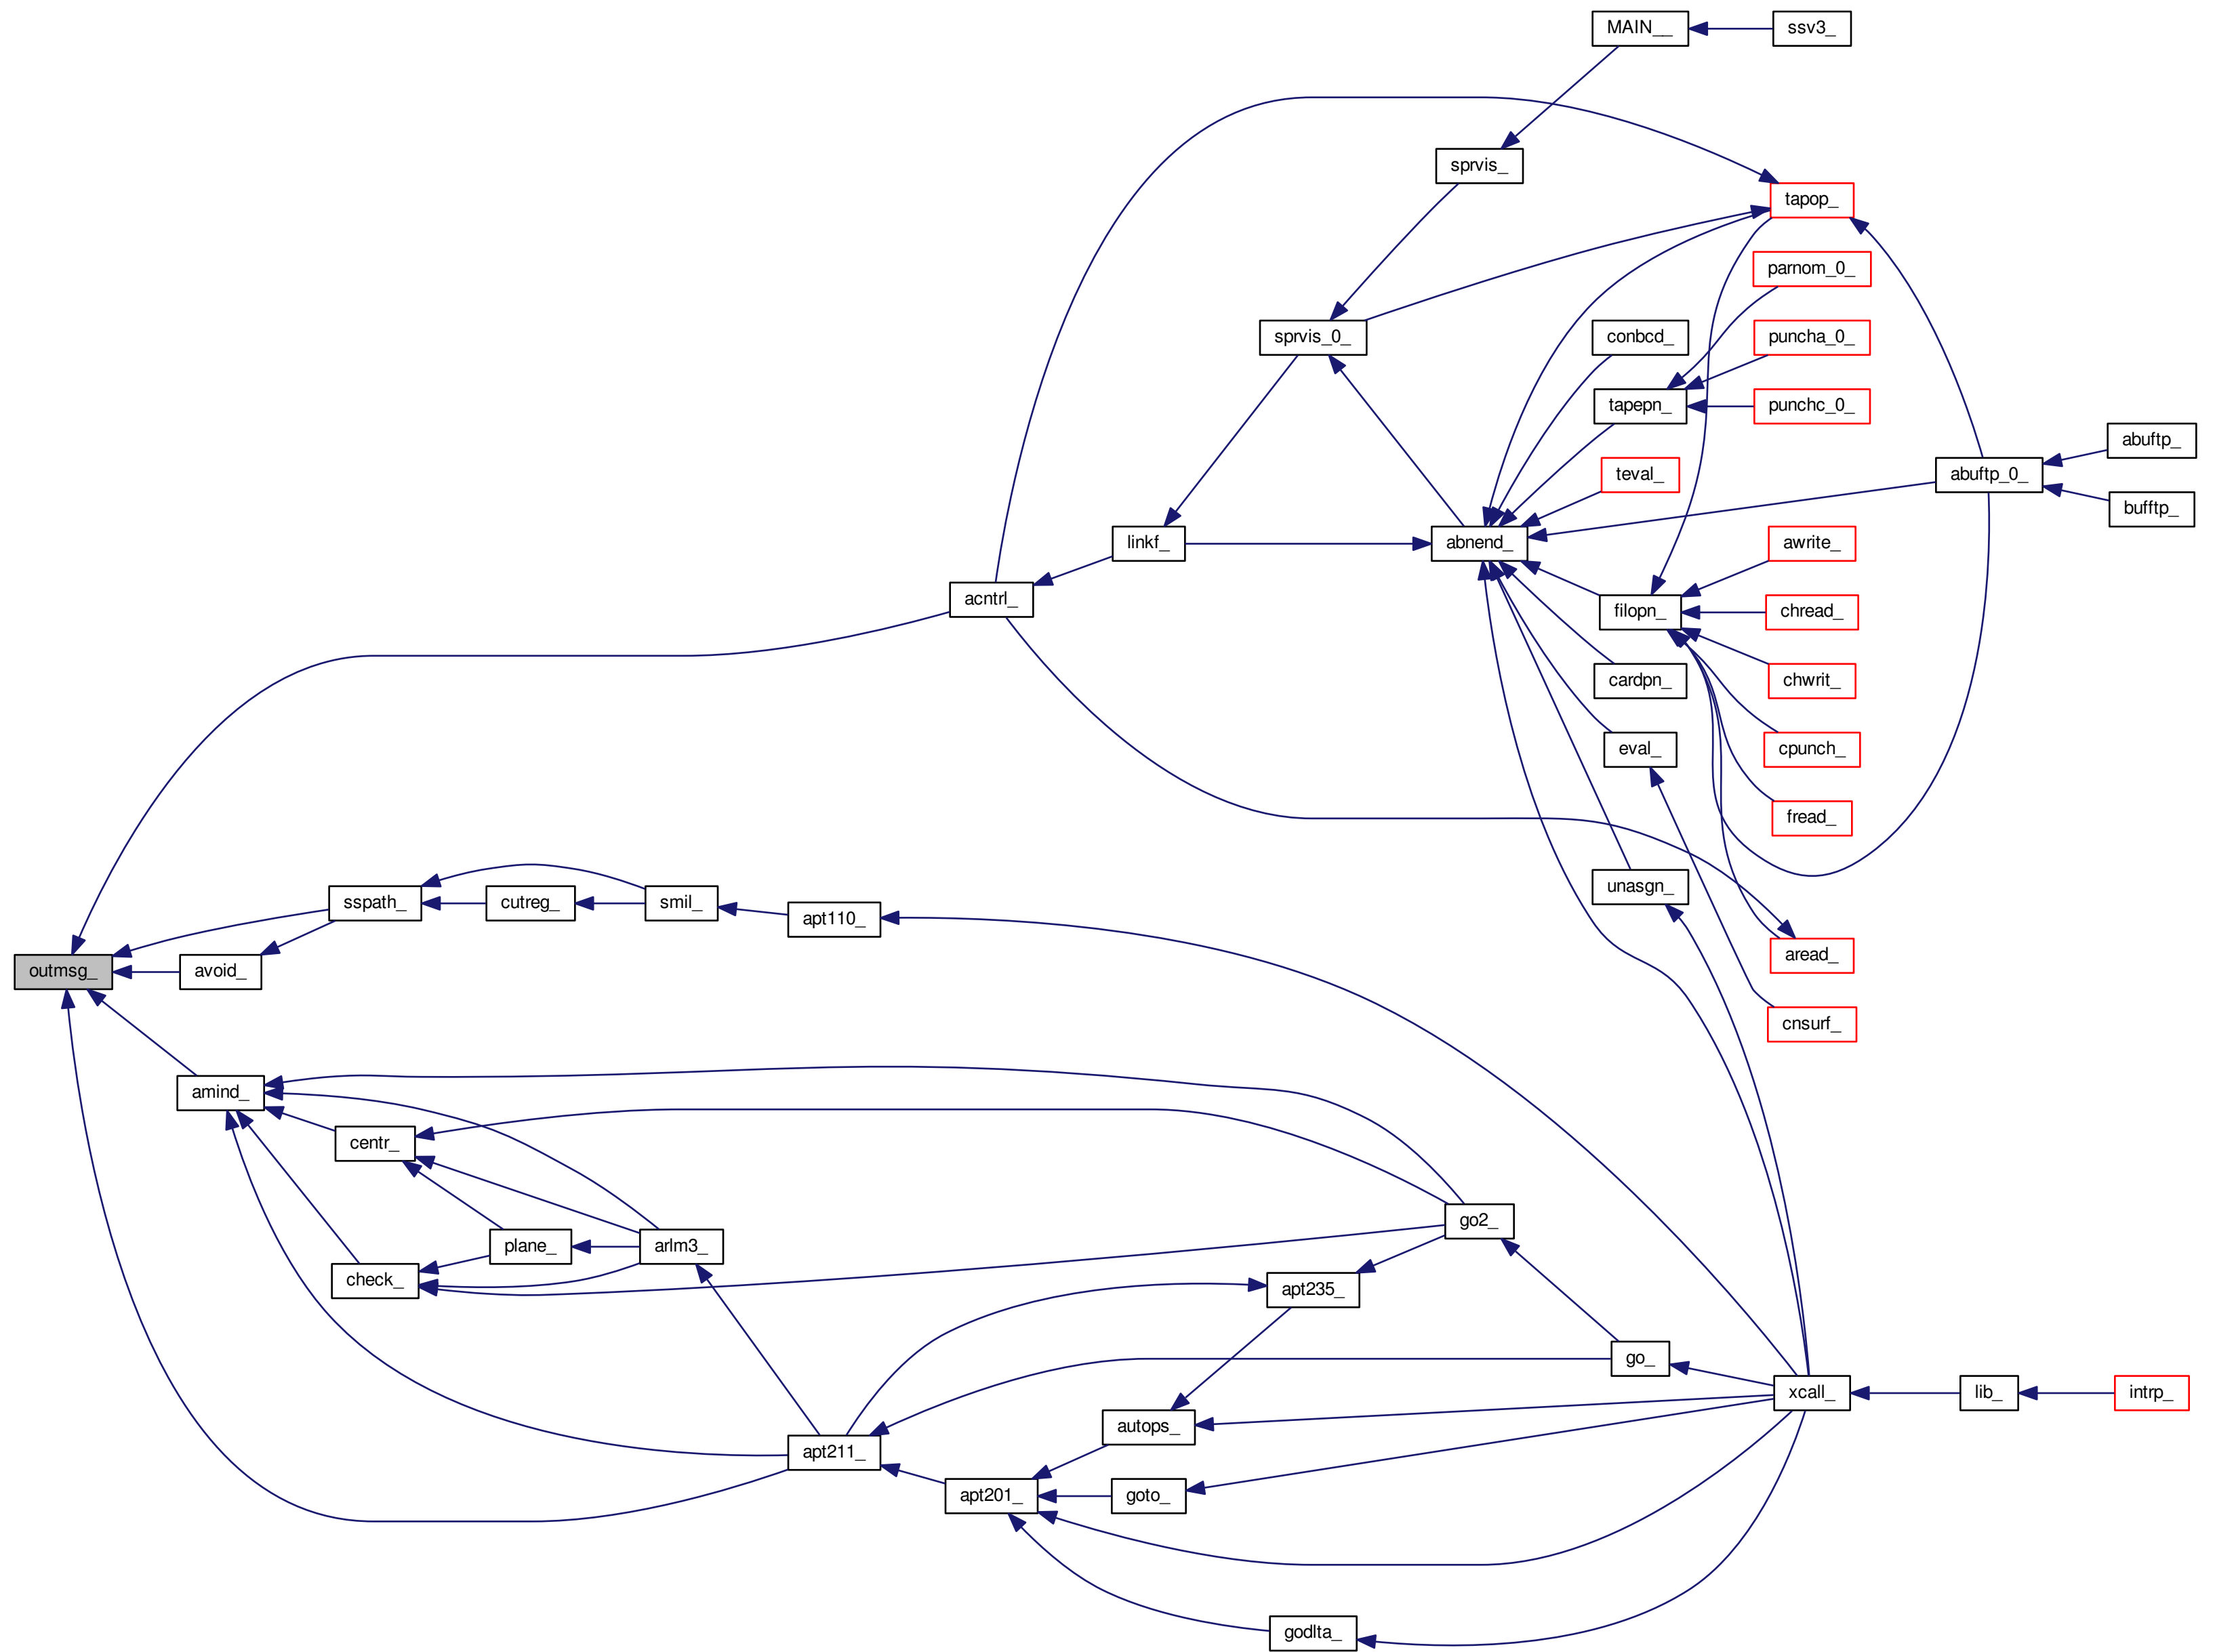 MAIN__
ssv3_
sprvis_
tapop_
parnom_0_
sprvis_0_
conbcd_
puncha_0_
tapepn_
punchc_0_
abuftp_
teval_
abuftp_0_
bufftp_
linkf_
abnend_
awrite_
acntrl_
filopn_
chread_
cardpn_
chwrit_
eval_
cpunch_
fread_
sspath_
cutreg_
smil_
apt110_
unasgn_
outmsg_
avoid_
aread_
cnsurf_
amind_
centr_
go2_
plane_
arlm3_
check_
apt235_
go_
xcall_
lib_
intrp_
autops_
apt211_
apt201_
goto_
godlta_